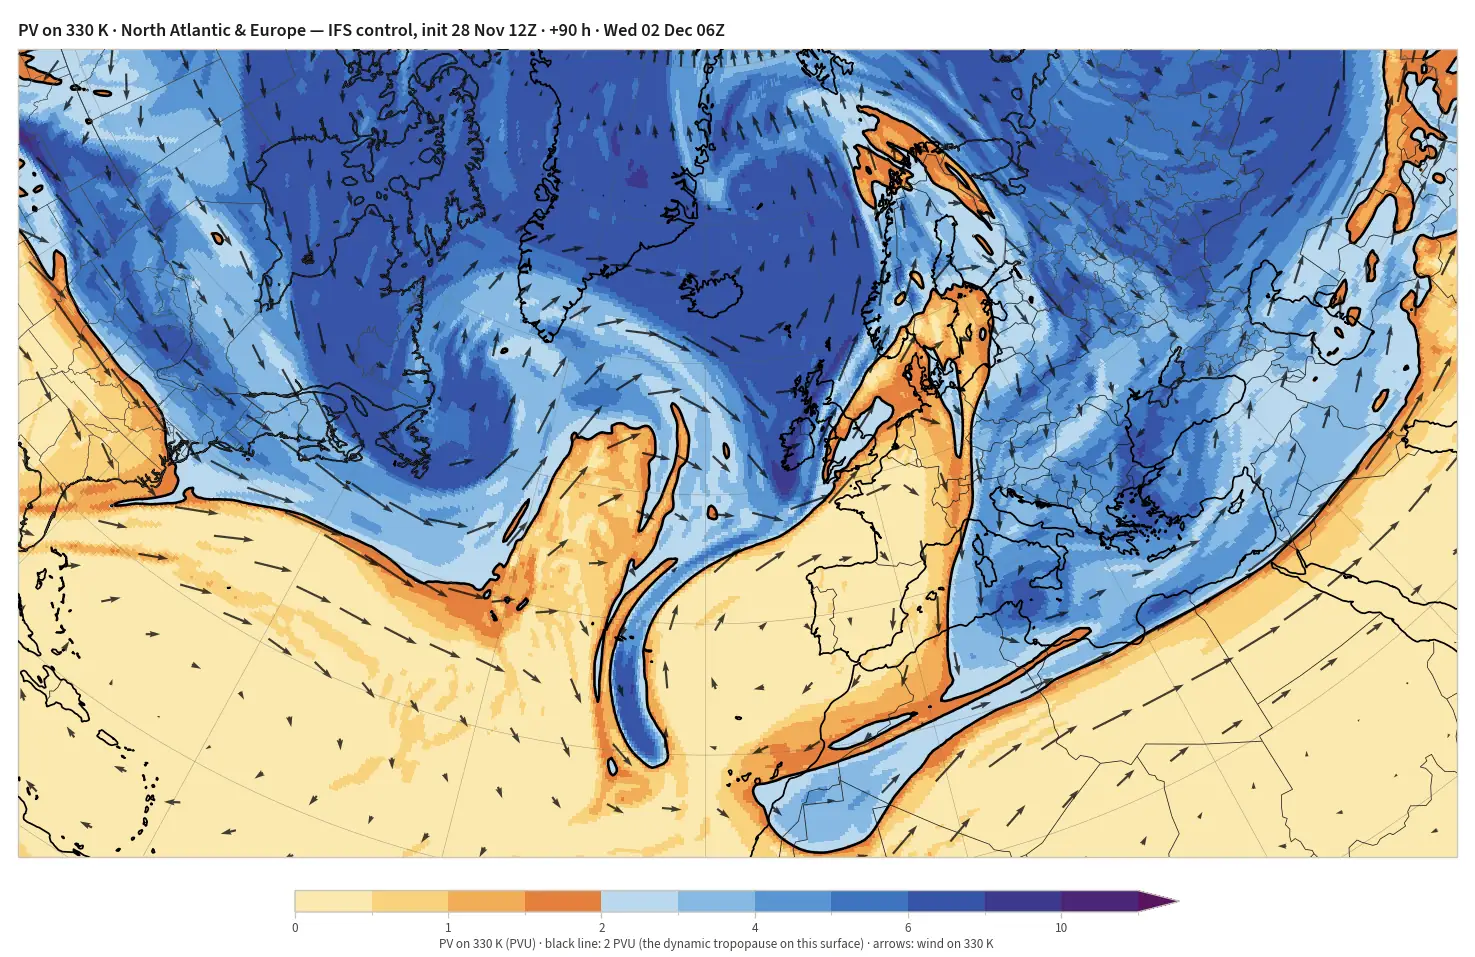 PV on 330 K · North Atlantic & Europe — IFS control, init 28 Nov 12Z · +90 h · Wed 02 Dec 06Z
0 1 2 4 6 10
PV on 330 K (PVU) · black line: 2 PVU (the dynamic tropopause on this surface) · arrows: wind on 330 K